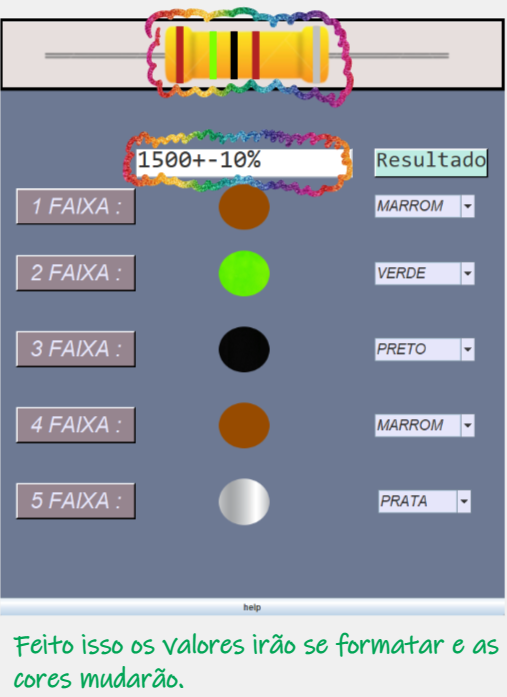 1500+-10%
Resultado
1 FAIXA :
MARROM
2 FAIXA :
VERDE
3 FAIXA :
PRETO
4 FAIXA :
MARROM
5 FAIXA :
PRATA
help
Feito isso os valores irão se formatar e as
cores mudarão.